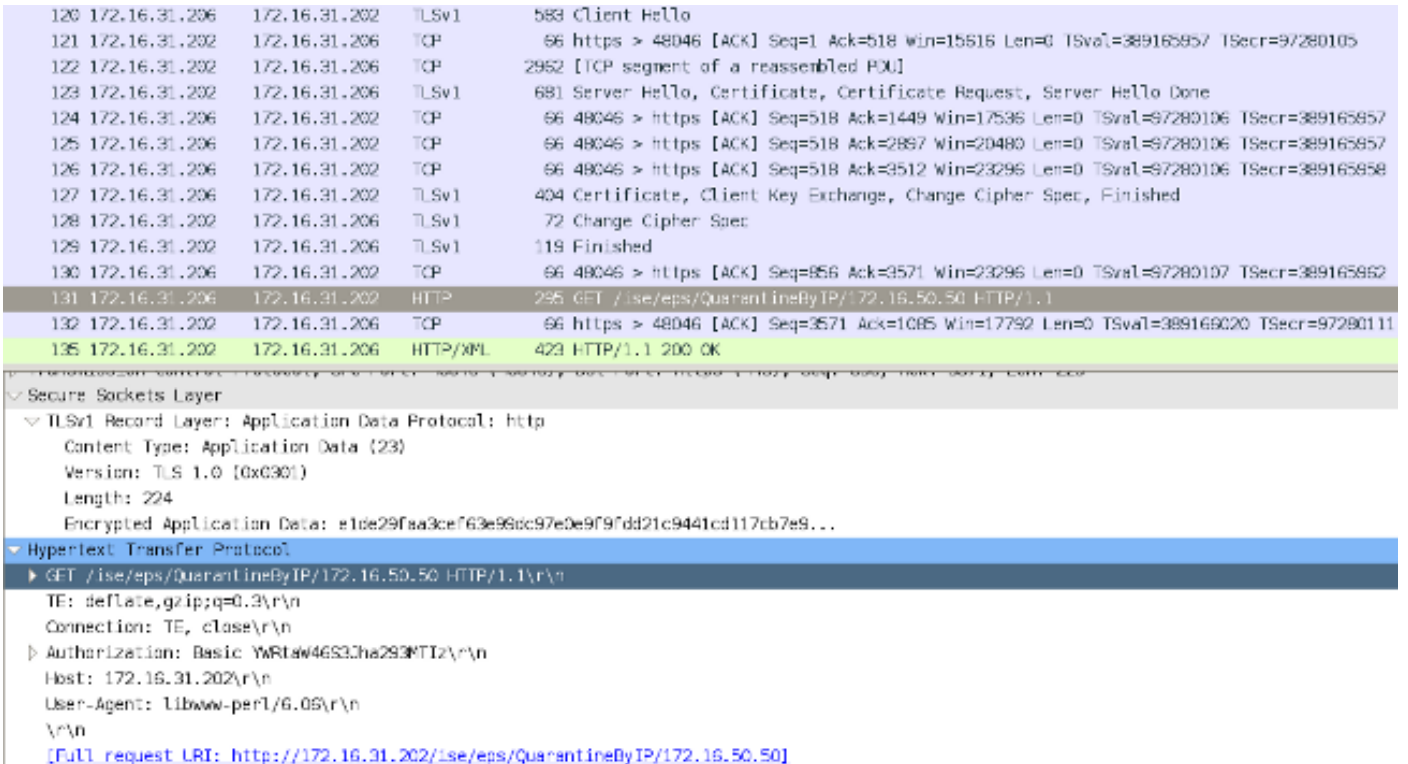 120 172.16.31.206 172.16.31.202 TLSv1 583 Client Hello
121 172.16.31.202 172.16.31.206 TCP 66 https > 48046 [ACK] Seq=1 Ack=518 Win=15616 Len=0 TSval=389165957 TSecr=97280105
122 172.16.31.202 172.16.31.206 TCP 2962 [TCP segment of a reassembled PDU]
123 172.16.31.202 172.16.31.206 TLSv1 681 Server Hello, Certificate, Certificate Request, Server Hello Done
124 172.16.31.206 172.16.31.202 TCP 66 48046 > https [ACK] Seq=518 Ack=1449 Win=17536 Len=0 TSval=97280106 TSecr=389165957
125 172.16.31.206 172.16.31.202 TCP 66 48046 > https [ACK] Seq=518 Ack=2897 Win=20480 Len=0 TSval=97280106 TSecr=389165957
126 172.16.31.206 172.16.31.202 TCP 66 48046 > https [ACK] Seq=518 Ack=3512 Win=23296 Len=0 TSval=97280106 TSecr=389165958
127 172.16.31.206 172.16.31.202 TLSv1 404 Certificate, Client Key Exchange, Change Cipher Spec, Finished
128 172.16.31.202 172.16.31.206 TLSv1 72 Change Cipher Spec
129 172.16.31.202 172.16.31.206 TLSv1 119 Finished
130 172.16.31.206 172.16.31.202 TCP 66 48046 > https [ACK] Seq=856 Ack=3571 Win=23296 Len=0 TSval=97280107 TSecr=389165962
131 172.16.31.206 172.16.31.202 HTTP 295 GET /ise/eps/QuarantineByIP/172.16.50.50 HTTP/1.1
132 172.16.31.202 172.16.31.206 TCP 66 https > 48046 [ACK] Seq=3571 Ack=1085 Win=17792 Len=0 TSval=389166020 TSecr=97280111
135 172.16.31.202 172.16.31.206 HTTP/XML 423 HTTP/1.1 200 OK
Secure Sockets Layer
TLSv1 Record Layer: Application Data Protocol: http
Content Type: Application Data (23)
Version: TLS 1.0 (0x0301)
Length: 224
Encrypted Application Data: e1de29faa3cef63e99dc97e0e9f9fdd21c9441cd117cb7e9...
Hypertext Transfer Protocol
GET /ise/eps/QuarantineByIP/172.16.50.50 HTTP/1.1\r\n
TE: deflate,gzip;q=0.3\r\n
Connection: TE, close\r\n
Authorization: Basic YWRtaW46S3Jha293MTIz\r\n
Host: 172.16.31.202\r\n
User-Agent: libwww-perl/6.06\r\n
\r\n
[Full request URI: http://172.16.31.202/ise/eps/QuarantineByIP/172.16.50.50]